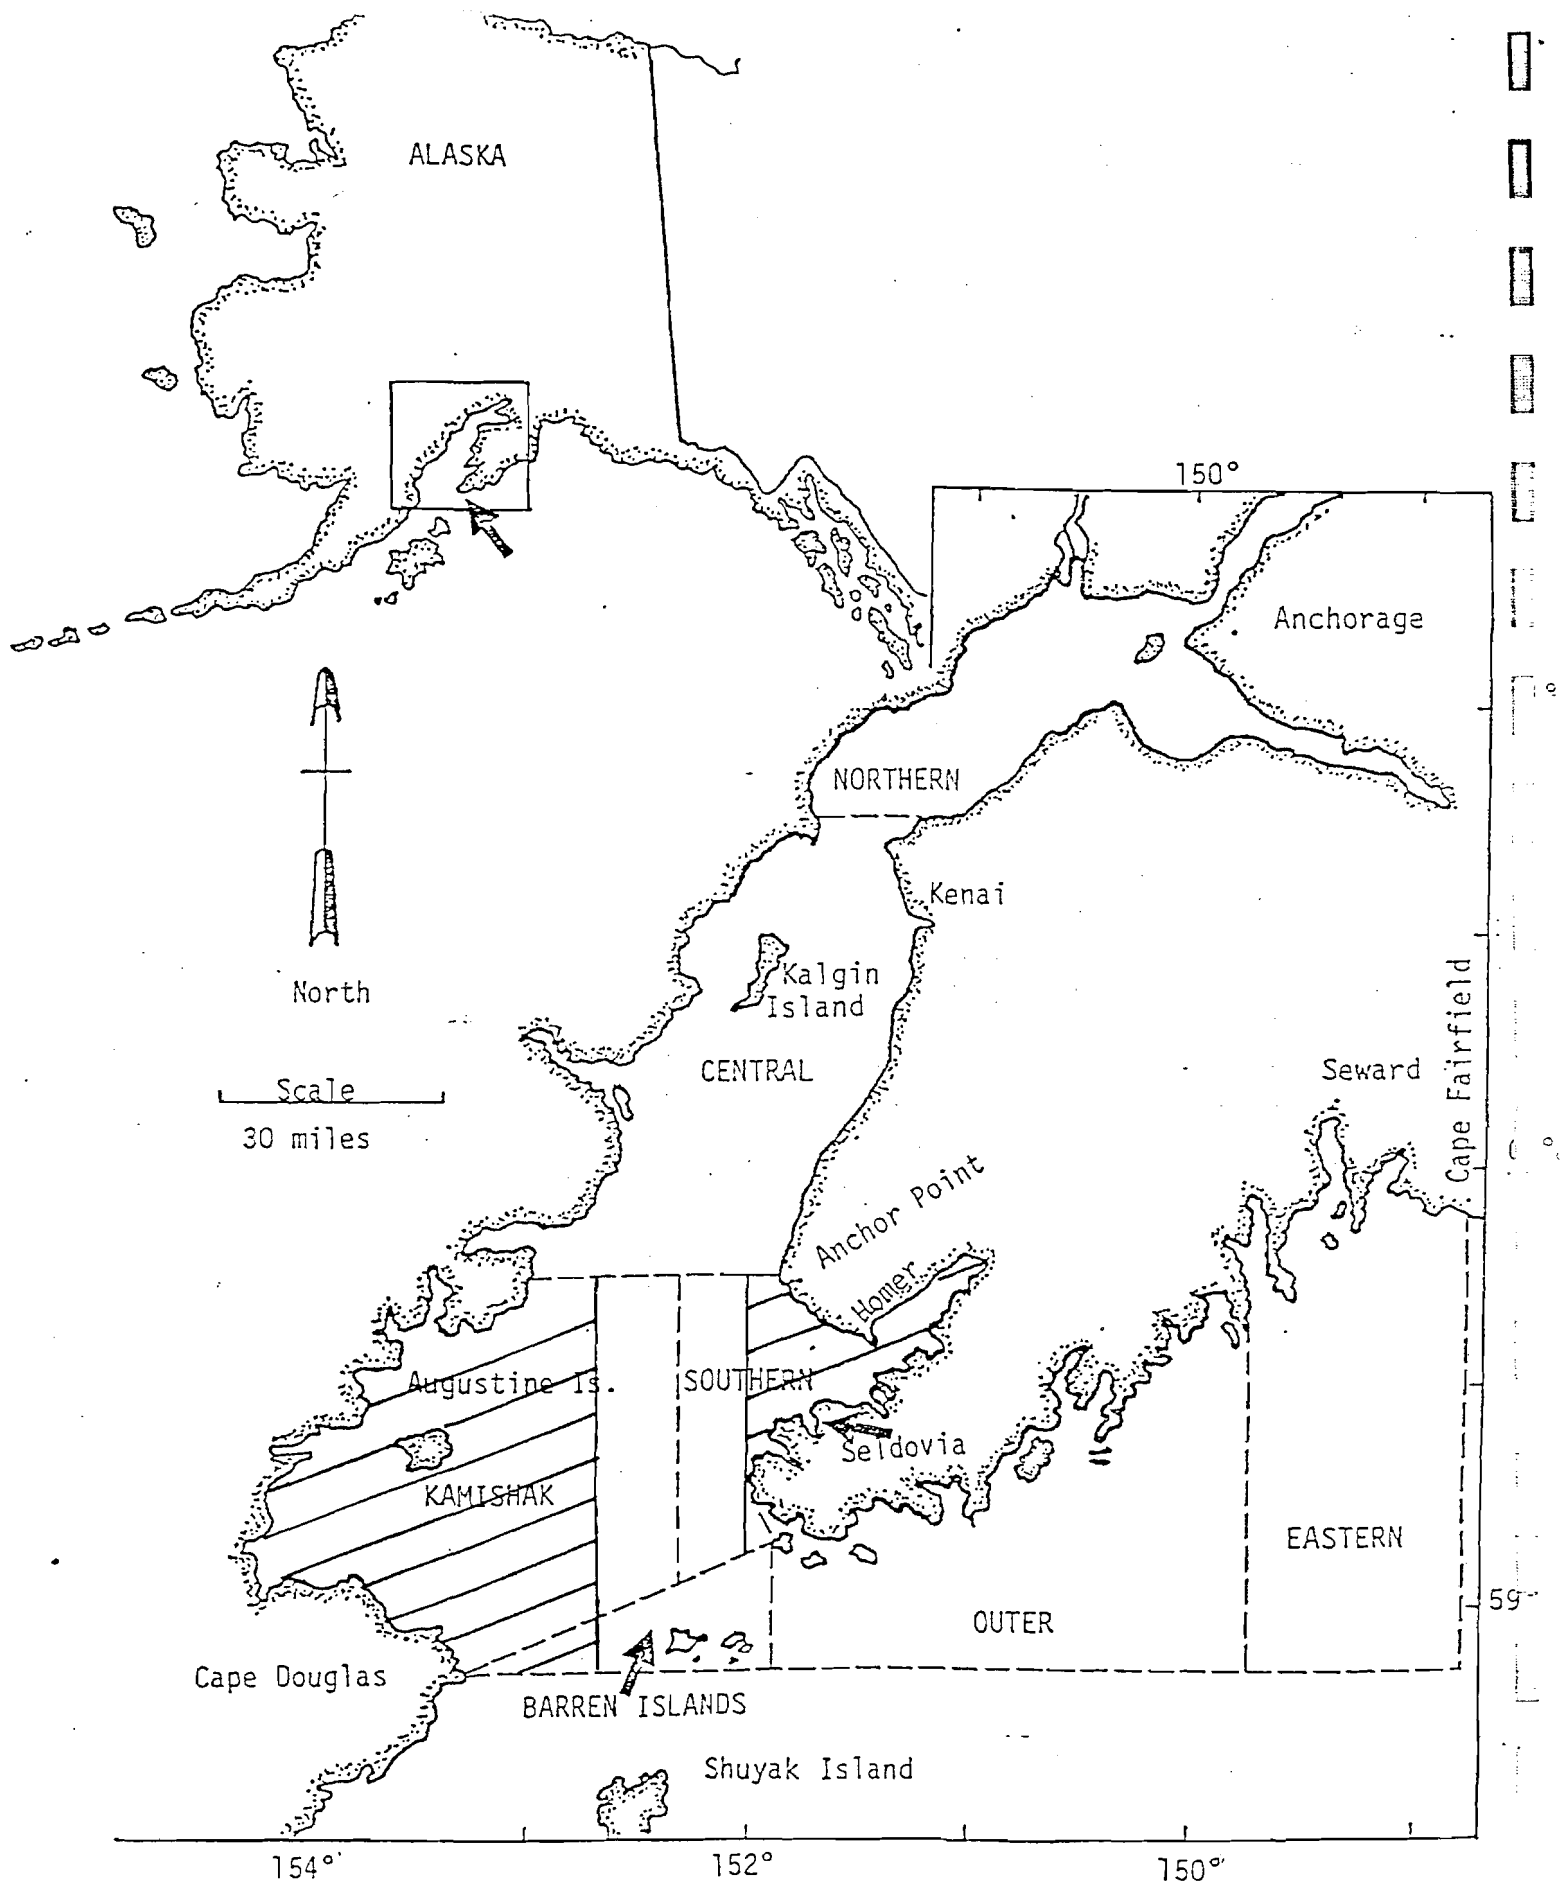 ALASKA
150°
Anchorage
NORTHERN
Kenai
Kalgin
Island
North
CENTRAL
Cape Fairfield
Seward
Scale
30 miles
Anchor Point
Homer
Augustine Is.
SOUTHERN
Seldovia
KAMISHAK
EASTERN
59
OUTER
Cape Douglas
BARREN ISLANDS
Shuyak Island
154°
152°
150°